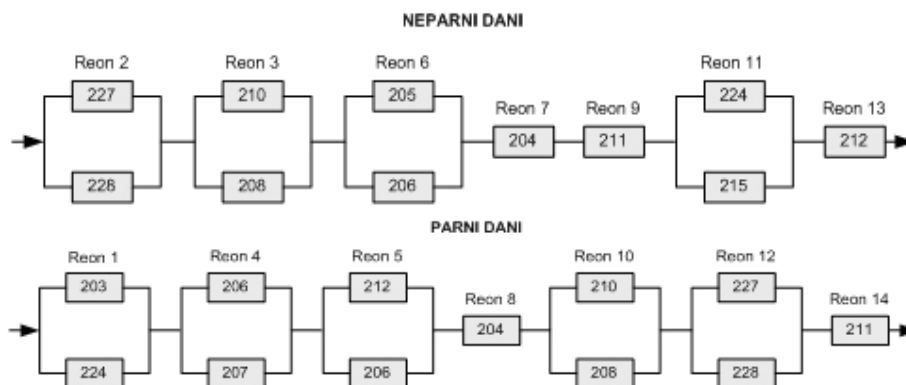 NEPARNI DANI
Reon 2 Reon 3 Reon 6 Reon 11
227 210 205 224
Reon 7 Reon 9 Reon 13
204 211 212
228 208 206 215
PARNI DANI
Reon 1 Reon 4 Reon 5 Reon 10 Reon 12
203 206 212 210 227
Reon 8 Reon 14
204 211
224 207 206 208 228